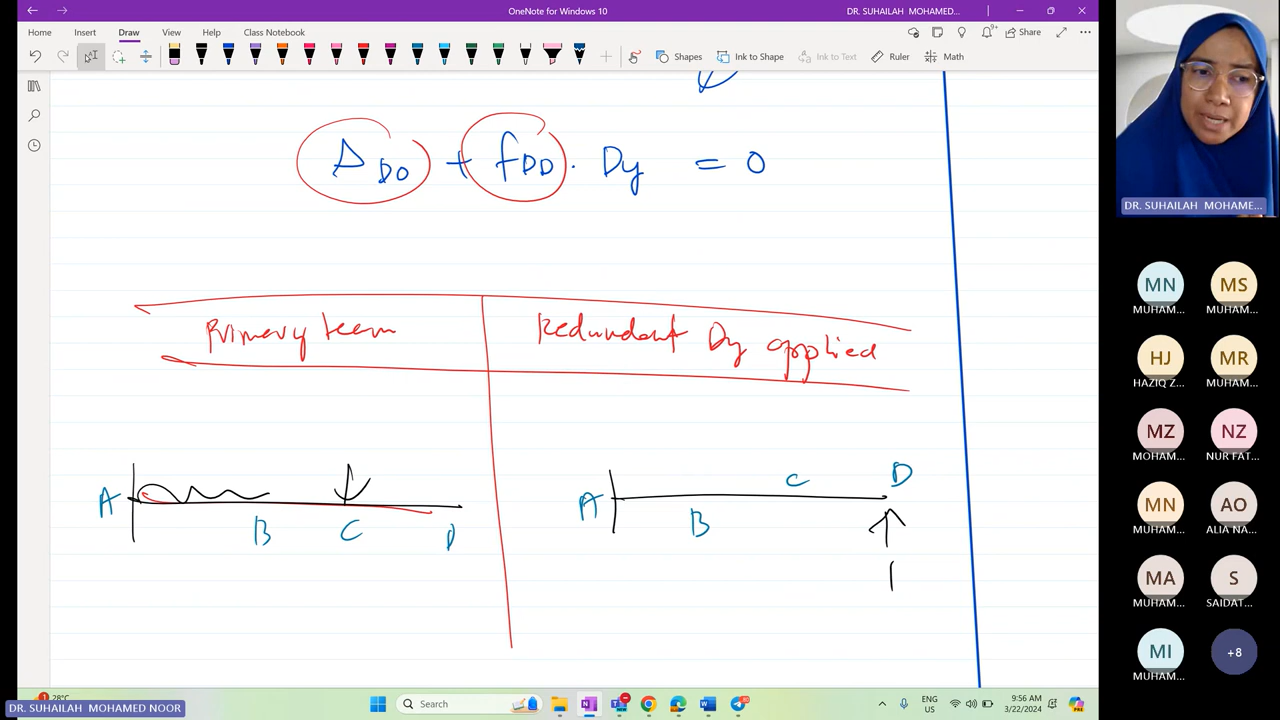 OneNote for Windows 10
DR. SUHAILAH MOHAMED...
Home Insert Draw View Help Class Notebook
Share
Shapes Ink to Shape Ink to Text Ruler Math
Δ DO + f DD . Dy = 0
Primary beam
Redundant Dy applied
A B C D
A B C D
1
DR. SUHAILAH MOHAME...
MN MUHAM...
MS MUHAM...
HJ HAZIQ Z...
MR MUHAM...
MZ MOHAM...
NZ NUR FAT...
MN MUHAM...
AO ALIA NA...
MA MUHAM...
S SAIDAT...
MI MUHAM...
+8
28°C
DR. SUHAILAH MOHAMED NOOR
Search
ENG US
9:56 AM
3/22/2024